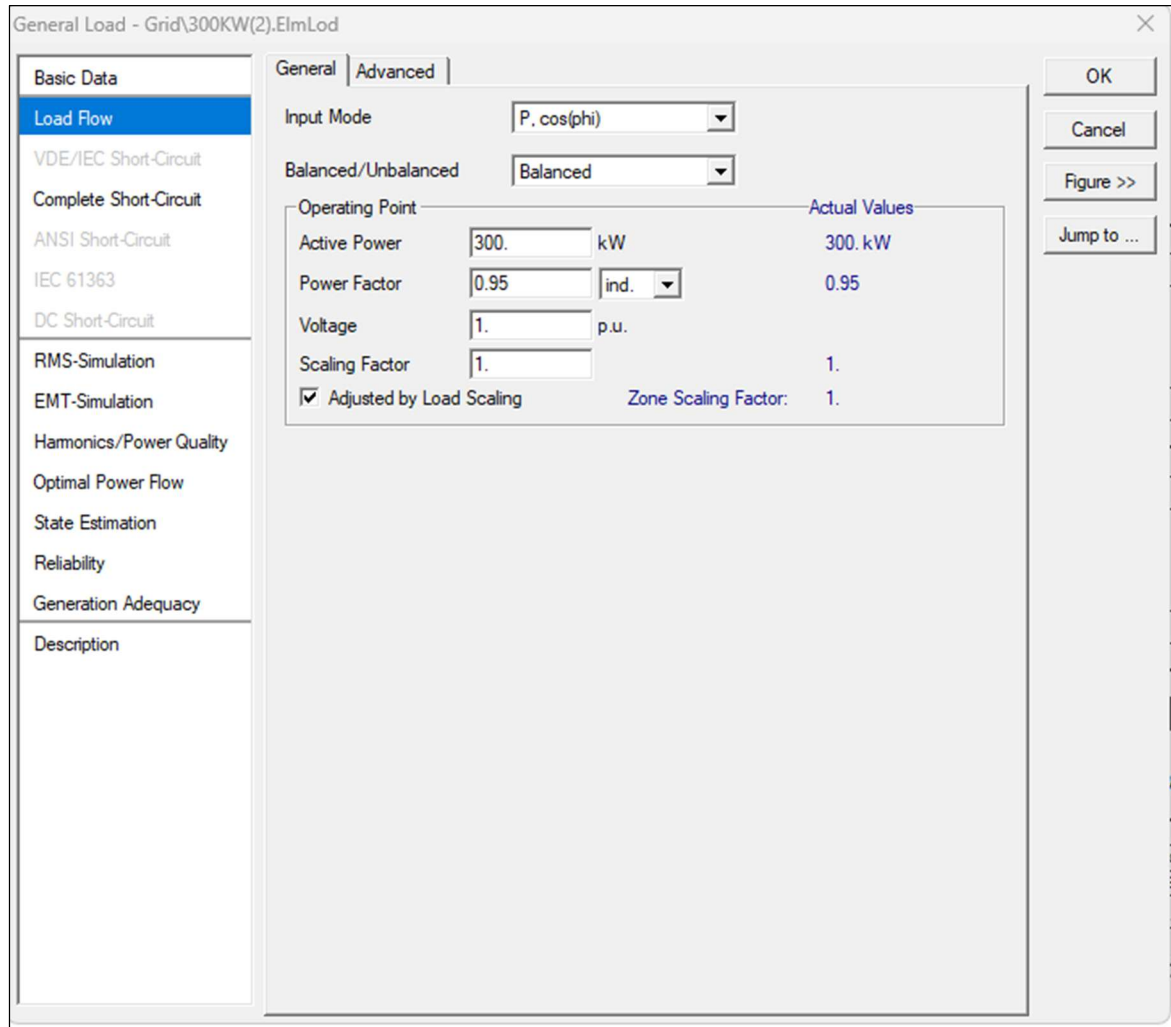 General Load - Grid\300KW(2).ElmLod
Basic Data
Load Flow
VDE/IEC Short-Circuit
Complete Short-Circuit
ANSI Short-Circuit
IEC 61363
DC Short-Circuit
RMS-Simulation
EMT-Simulation
Harmonics/Power Quality
Optimal Power Flow
State Estimation
Reliability
Generation Adequacy
Description
General Advanced
Input Mode P, cos(phi)
Balanced/Unbalanced Balanced
Operating Point Actual Values
Active Power 300. kW 300. kW
Power Factor 0.95 ind. 0.95
Voltage 1. p.u.
Scaling Factor 1. 1.
Adjusted by Load Scaling Zone Scaling Factor: 1.
OK
Cancel
Figure >>
Jump to ...